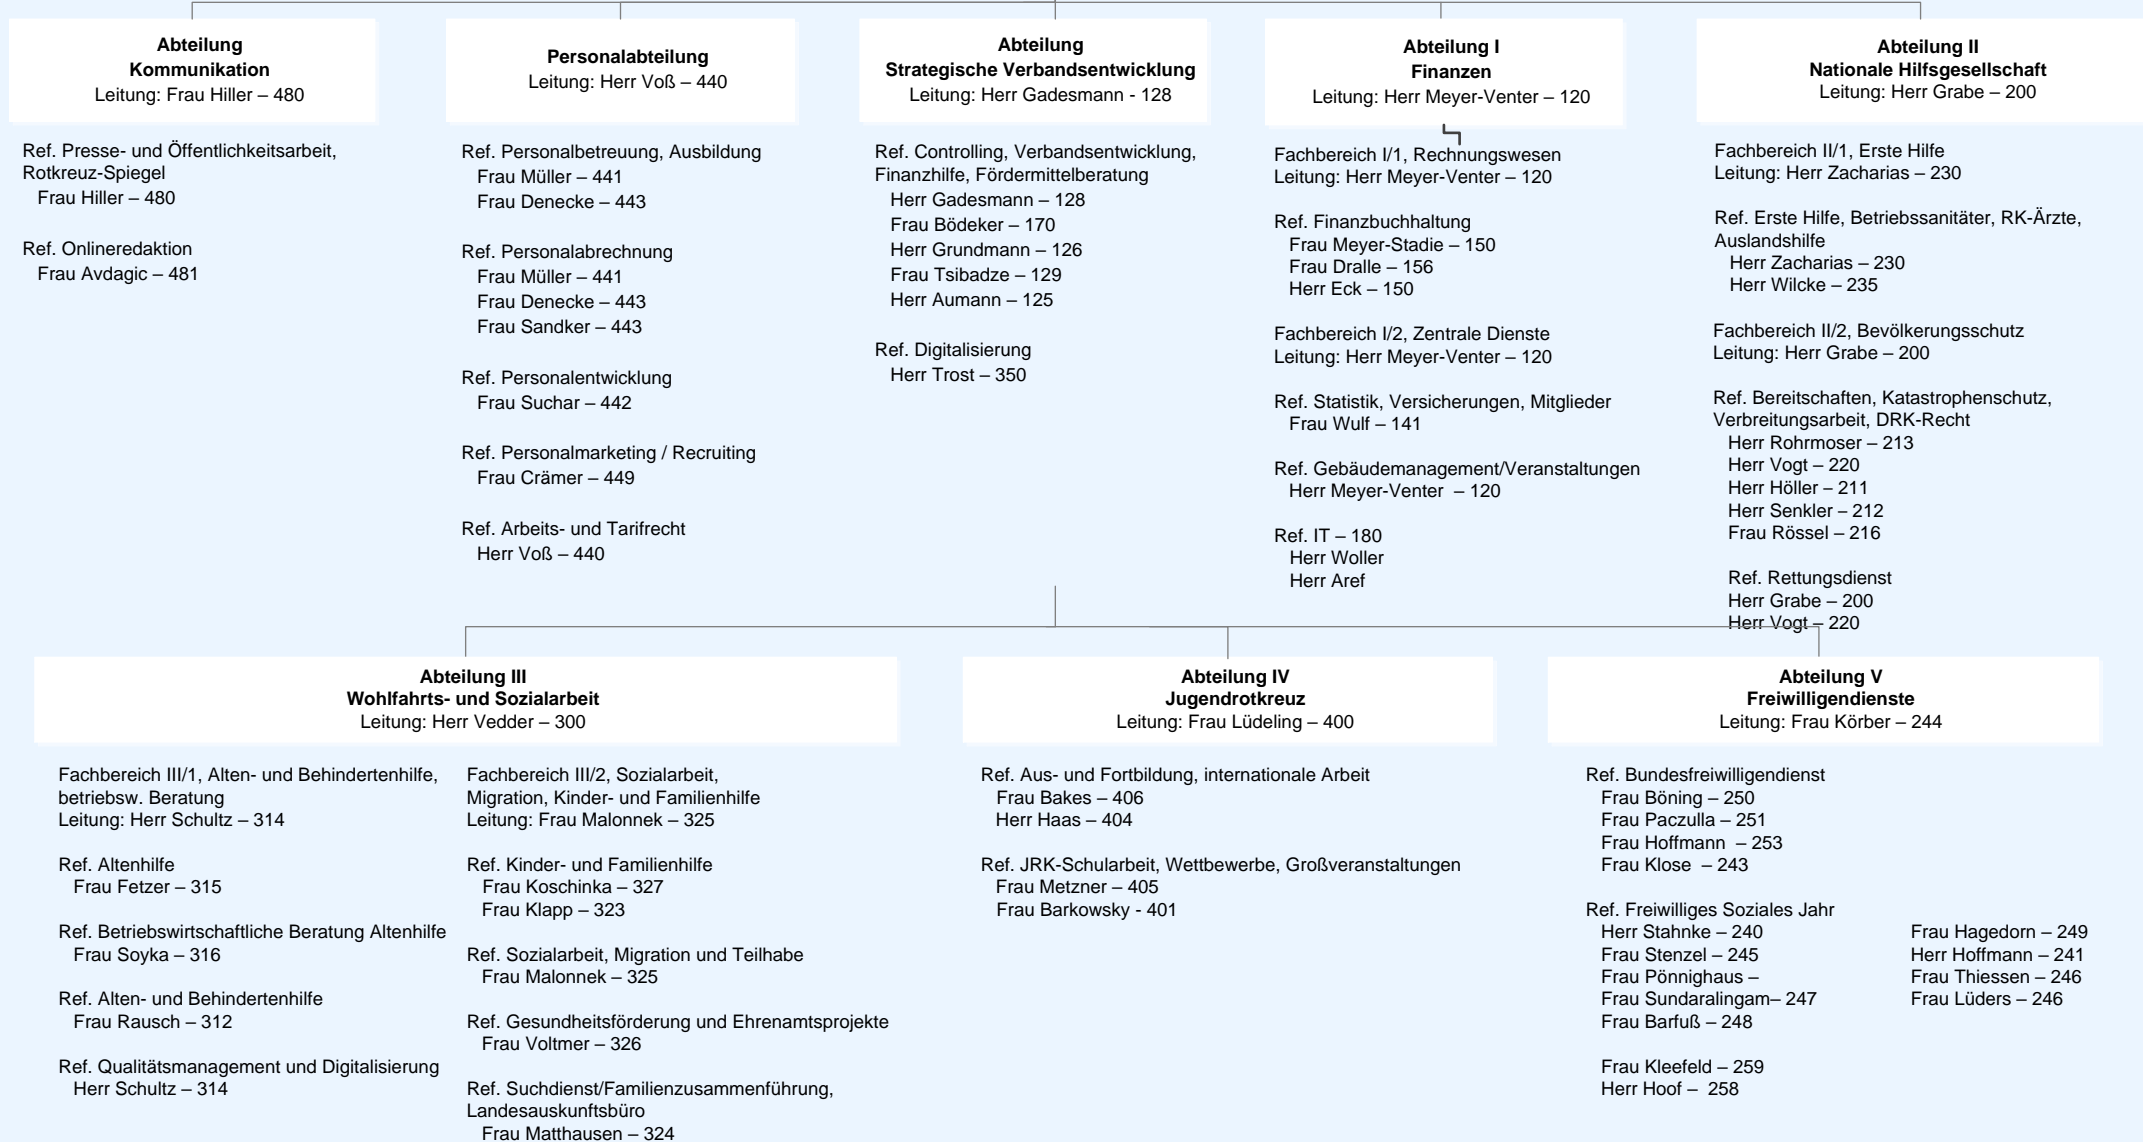 Abteilung
Kommunikation
Leitung: Frau Hiller – 480
Ref. Presse- und Öffentlichkeitsarbeit,
Rotkreuz-Spiegel
Frau Hiller – 480
Ref. Onlineredaktion
Frau Avdagic – 481
Personalabteilung
Leitung: Herr Voß – 440
Ref. Personalbetreuung, Ausbildung
Frau Müller – 441
Frau Denecke – 443
Ref. Personalabrechnung
Frau Müller – 441
Frau Denecke – 443
Frau Sandker – 443
Ref. Personalentwicklung
Frau Suchar – 442
Ref. Personalmarketing / Recruiting
Frau Crämer – 449
Ref. Arbeits- und Tarifrecht
Herr Voß – 440
Abteilung
Strategische Verbandsentwicklung
Leitung: Herr Gadesmann - 128
Ref. Controlling, Verbandsentwicklung,
Finanzhilfe, Fördermittelberatung
Herr Gadesmann – 128
Frau Bödeker – 170
Herr Grundmann – 126
Frau Tsibadze – 129
Herr Aumann – 125
Ref. Digitalisierung
Herr Trost – 350
Abteilung I
Finanzen
Leitung: Herr Meyer-Venter – 120
Fachbereich I/1, Rechnungswesen
Leitung: Herr Meyer-Venter – 120
Ref. Finanzbuchhaltung
Frau Meyer-Stadie – 150
Frau Dralle – 156
Herr Eck – 150
Fachbereich I/2, Zentrale Dienste
Leitung: Herr Meyer-Venter – 120
Ref. Statistik, Versicherungen, Mitglieder
Frau Wulf – 141
Ref. Gebäudemanagement/Veranstaltungen
Herr Meyer-Venter – 120
Ref. IT – 180
Herr Woller
Herr Aref
Abteilung II
Nationale Hilfsgesellschaft
Leitung: Herr Grabe – 200
Fachbereich II/1, Erste Hilfe
Leitung: Herr Zacharias – 230
Ref. Erste Hilfe, Betriebssanitäter, RK-Ärzte,
Auslandshilfe
Herr Zacharias – 230
Herr Wilcke – 235
Fachbereich II/2, Bevölkerungsschutz
Leitung: Herr Grabe – 200
Ref. Bereitschaften, Katastrophenschutz,
Verbreitungsarbeit, DRK-Recht
Herr Rohrmoser – 213
Herr Vogt – 220
Herr Höller – 211
Herr Senkler – 212
Frau Rössel – 216
Ref. Rettungsdienst
Herr Grabe – 200
Herr Vogt – 220
Abteilung III
Wohlfahrts- und Sozialarbeit
Leitung: Herr Vedder – 300
Fachbereich III/1, Alten- und Behindertenhilfe,
betriebsw. Beratung
Leitung: Herr Schultz – 314
Ref. Altenhilfe
Frau Fetzer – 315
Ref. Betriebswirtschaftliche Beratung Altenhilfe
Frau Soyka – 316
Ref. Alten- und Behindertenhilfe
Frau Rausch – 312
Ref. Qualitätsmanagement und Digitalisierung
Herr Schultz – 314
Fachbereich III/2, Sozialarbeit,
Migration, Kinder- und Familienhilfe
Leitung: Frau Malonnek – 325
Ref. Kinder- und Familienhilfe
Frau Koschinka – 327
Frau Klapp – 323
Ref. Sozialarbeit, Migration und Teilhabe
Frau Malonnek – 325
Ref. Gesundheitsförderung und Ehrenamtsprojekte
Frau Voltmer – 326
Ref. Suchdienst/Familienzusammenführung,
Landesauskunftsbüro
Frau Matthausen – 324
Abteilung IV
Jugendrotkreuz
Leitung: Frau Lüdeling – 400
Ref. Aus- und Fortbildung, internationale Arbeit
Frau Bakes – 406
Herr Haas – 404
Ref. JRK-Schularbeit, Wettbewerbe, Großveranstaltungen
Frau Metzner – 405
Frau Barkowsky - 401
Abteilung V
Freiwilligendienste
Leitung: Frau Körber – 244
Ref. Bundesfreiwilligendienst
Frau Böning – 250
Frau Paczulla – 251
Frau Hoffmann – 253
Frau Klose – 243
Ref. Freiwilliges Soziales Jahr
Herr Stahnke – 240
Frau Stenzel – 245
Frau Pönnighaus –
Frau Sundaralingam– 247
Frau Barfuß – 248
Frau Kleefeld – 259
Herr Hoof – 258
Frau Hagedorn – 249
Herr Hoffmann – 241
Frau Thiessen – 246
Frau Lüders – 246